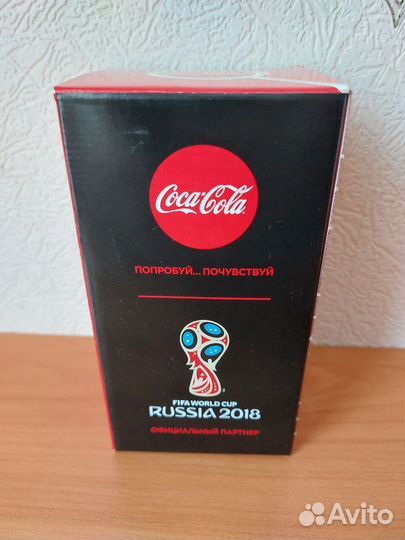 Coca-Cola
ПОПРОБУЙ... ПОЧУВСТВУЙ
FIFA WORLD CUP
RUSSIA 2018
ОФИЦИАЛЬНЫЙ ПАРТНЕР
Avito